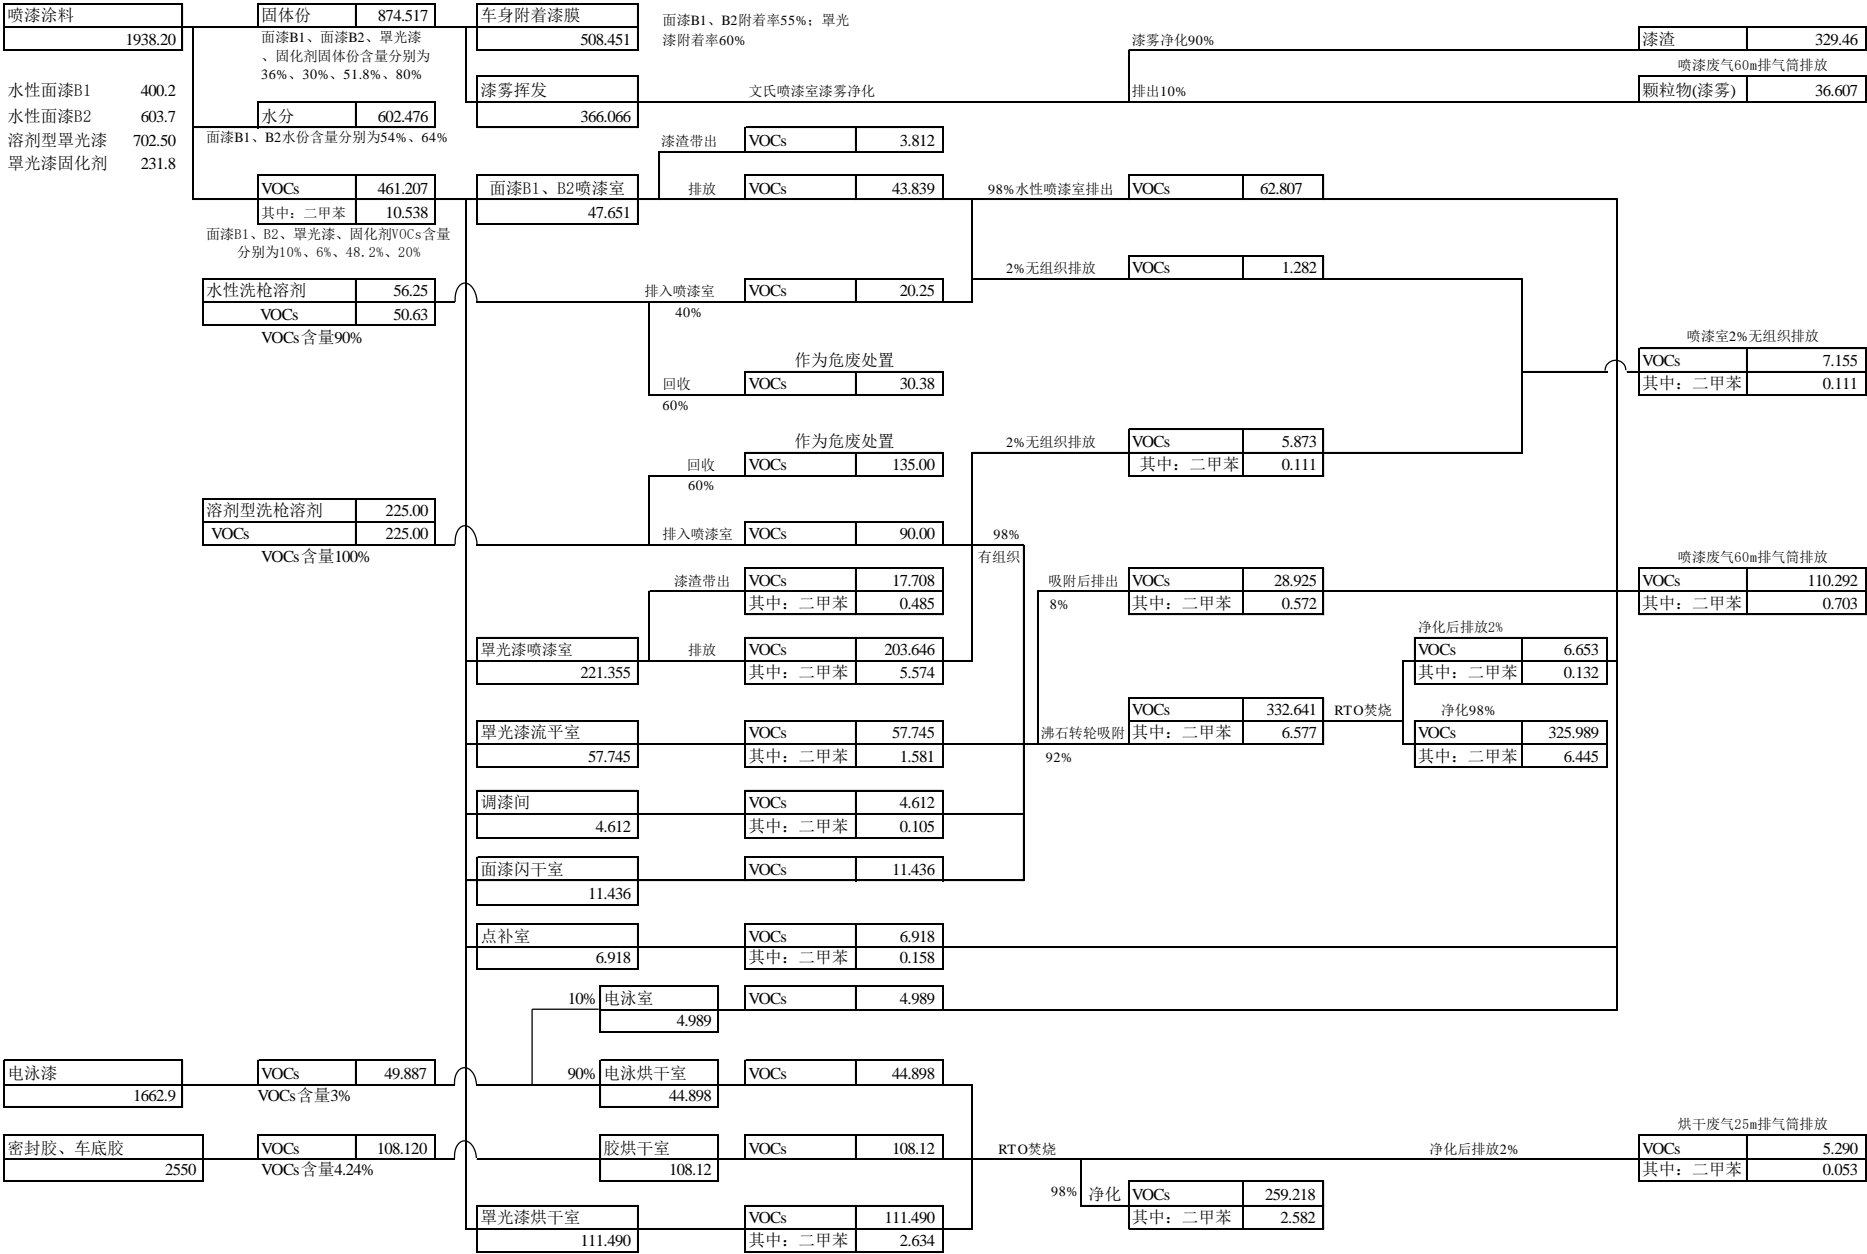 喷漆涂料
1938.20
水性面漆B1 400.2
水性面漆B2 603.7
溶剂型罩光漆 702.50
罩光漆固化剂 231.8
固体份 874.517
面漆B1、面漆B2、罩光漆
、固化剂固体份含量分别为
36%、30%、51.8%、80%
水分 602.476
面漆B1、B2水份含量分别为54%、64%
VOCs 461.207
其中：二甲苯 10.538
面漆B1、B2、罩光漆、固化剂VOCs含量
分别为10%、6%、48.2%、20%
车身附着漆膜
508.451
面漆B1、B2附着率55%；罩光
漆附着率60%
漆雾挥发
366.066
文氏喷漆室漆雾净化
漆雾净化90%
漆渣 329.46
喷漆废气60m排气筒排放
排出10%
颗粒物(漆雾) 36.607
漆渣带出
VOCs 3.812
面漆B1、B2喷漆室
47.651
排放
VOCs 43.839
98%水性喷漆室排出
VOCs 62.807
水性洗枪溶剂 56.25
VOCs 50.63
VOCs含量90%
排入喷漆室
40%
VOCs 20.25
2%无组织排放
VOCs 1.282
作为危废处置
回收
60%
VOCs 30.38
喷漆室2%无组织排放
VOCs 7.155
其中：二甲苯 0.111
作为危废处置
回收
60%
VOCs 135.00
2%无组织排放
VOCs 5.873
其中：二甲苯 0.111
溶剂型洗枪溶剂 225.00
VOCs 225.00
VOCs含量100%
排入喷漆室
VOCs 90.00
98%
有组织
漆渣带出
VOCs 17.708
其中：二甲苯 0.485
吸附后排出
8%
VOCs 28.925
其中：二甲苯 0.572
喷漆废气60m排气筒排放
VOCs 110.292
其中：二甲苯 0.703
罩光漆喷漆室
221.355
排放
VOCs 203.646
其中：二甲苯 5.574
净化后排放2%
VOCs 6.653
其中：二甲苯 0.132
罩光漆流平室
57.745
VOCs 57.745
其中：二甲苯 1.581
沸石转轮吸附
92%
VOCs 332.641
其中：二甲苯 6.577
RTO焚烧
净化98%
VOCs 325.989
其中：二甲苯 6.445
调漆间
4.612
VOCs 4.612
其中：二甲苯 0.105
面漆闪干室
11.436
VOCs 11.436
点补室
6.918
VOCs 6.918
其中：二甲苯 0.158
10%
电泳室
4.989
VOCs 4.989
电泳漆
1662.9
VOCs 49.887
VOCs含量3%
90%
电泳烘干室
44.898
VOCs 44.898
密封胶、车底胶
2550
VOCs 108.120
VOCs含量4.24%
胶烘干室
108.12
VOCs 108.12
RTO焚烧
净化后排放2%
烘干废气25m排气筒排放
VOCs 5.290
其中：二甲苯 0.053
98%
净化
VOCs 259.218
其中：二甲苯 2.582
罩光漆烘干室
111.490
VOCs 111.490
其中：二甲苯 2.634